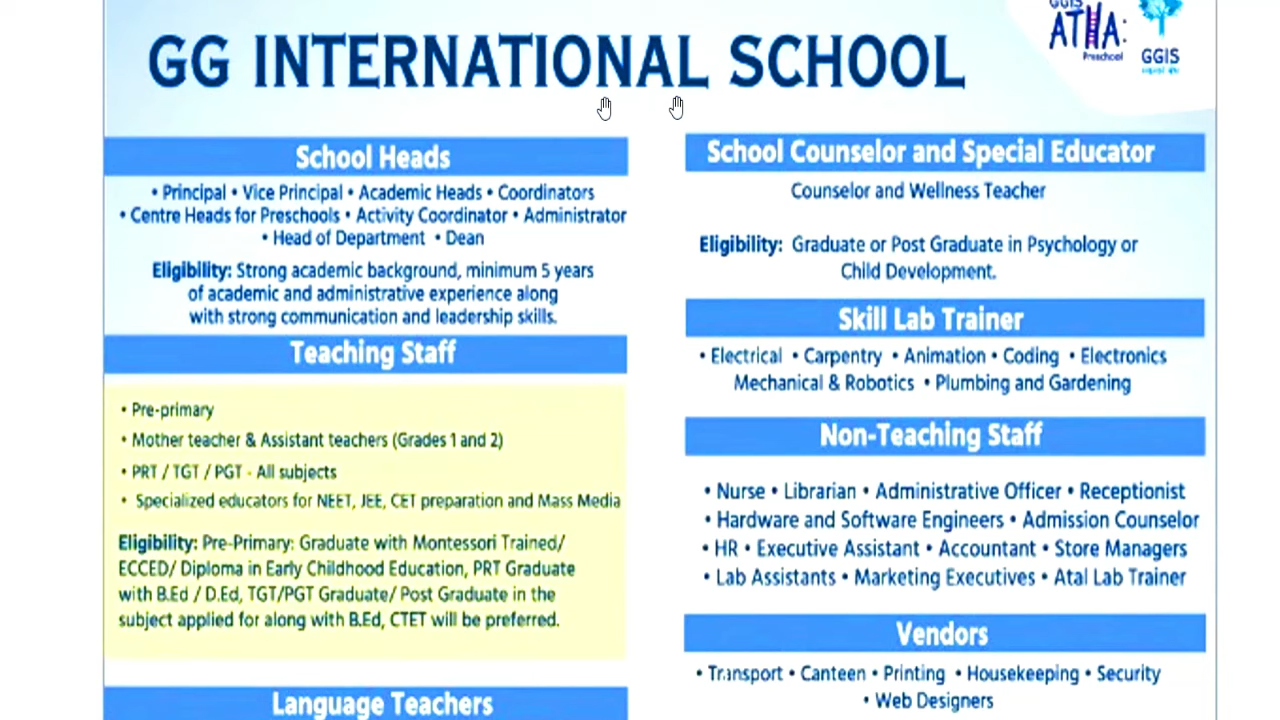 GGIS
ATHA:
Preschool
GGIS
GG INTERNATIONAL SCHOOL
School Heads
• Principal • Vice Principal • Academic Heads • Coordinators
• Centre Heads for Preschools • Activity Coordinator • Administrator
• Head of Department • Dean
Eligibility: Strong academic background, minimum 5 years
of academic and administrative experience along
with strong communication and leadership skills.
Teaching Staff
• Pre-primary
• Mother teacher & Assistant teachers (Grades 1 and 2)
• PRT / TGT / PGT - All subjects
• Specialized educators for NEET, JEE, CET preparation and Mass Media
Eligibility: Pre-Primary: Graduate with Montessori Trained/
ECCED/ Diploma in Early Childhood Education, PRT Graduate
with B.Ed / D.Ed, TGT/PGT Graduate/ Post Graduate in the
subject applied for along with B.Ed, CTET will be preferred.
Language Teachers
School Counselor and Special Educator
Counselor and Wellness Teacher
Eligibility: Graduate or Post Graduate in Psychology or
Child Development.
Skill Lab Trainer
• Electrical • Carpentry • Animation • Coding • Electronics
Mechanical & Robotics • Plumbing and Gardening
Non-Teaching Staff
• Nurse • Librarian • Administrative Officer • Receptionist
• Hardware and Software Engineers • Admission Counselor
• HR • Executive Assistant • Accountant • Store Managers
• Lab Assistants • Marketing Executives • Atal Lab Trainer
Vendors
• Transport • Canteen • Printing • Housekeeping • Security
• Web Designers